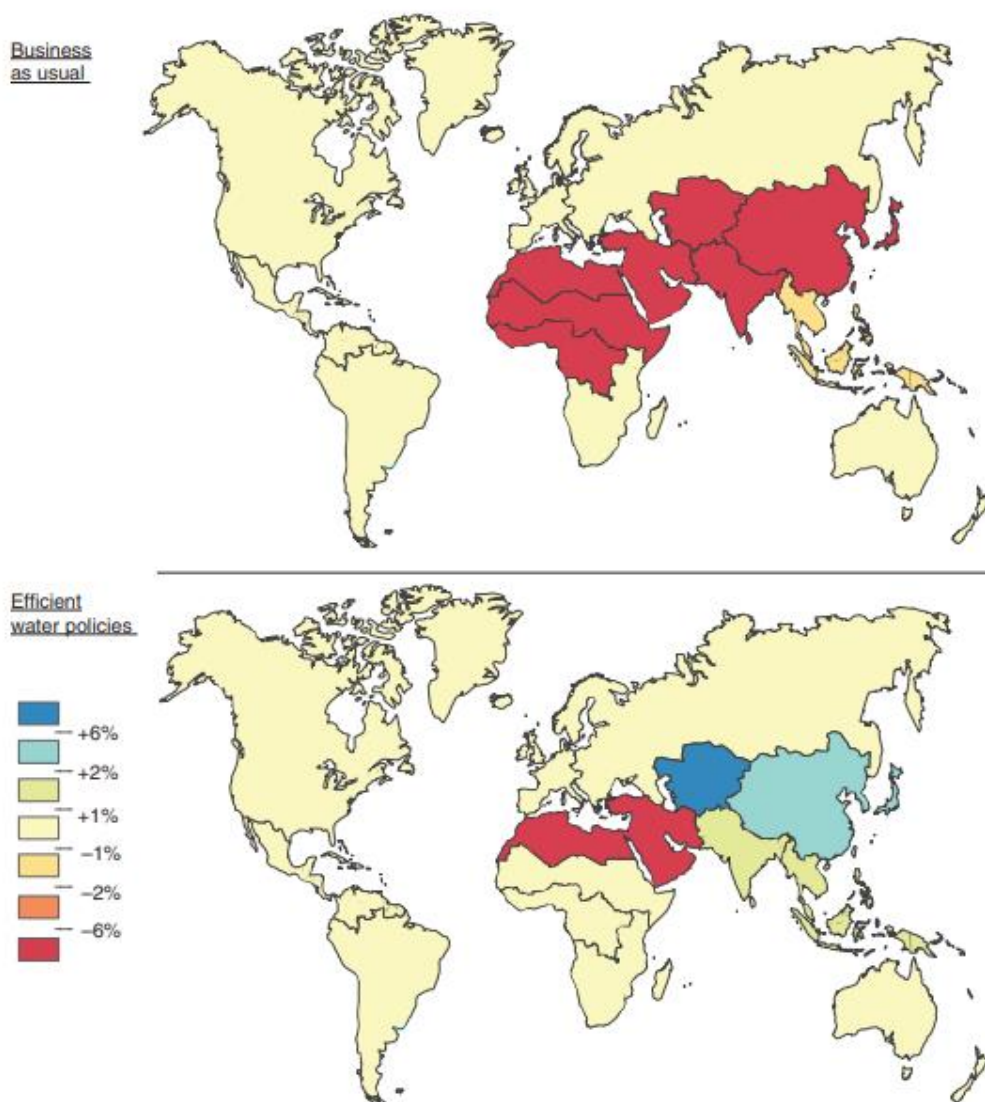 Business
as usual
Efficient
water policies
+6%
+2%
+1%
–1%
–2%
–6%